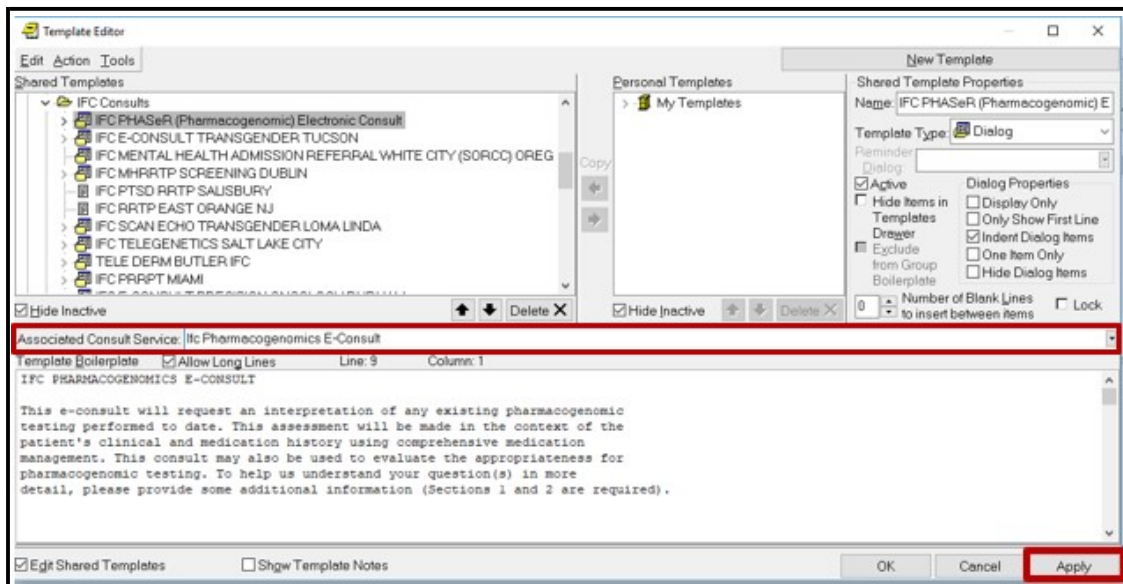 Template Editor
Edit Action Tools
New Template
Shared Templates
IFC Consults
IFC PHASeR (Pharmacogenomic) Electronic Consult
IFC E-CONSULT TRANSGENDER TUCSON
IFC MENTAL HEALTH ADMISSION REFERRAL WHITE CITY (SORCC) OREG
IFC MHRRTP SCREENING DUBLIN
IFC PTSD RRTP SALISBURY
IFC RRTP EAST ORANGE NJ
IFC SCAN ECHO TRANSGENDER LOMA LINDA
IFC TELEGENETICS SALT LAKE CITY
TELE DERM BUTLER IFC
IFC PRRPT MIAMI
Hide Inactive
Delete X
Copy
Personal Templates
My Templates
Hide Inactive
Delete X
Shared Template Properties
Name: IFC PHASeR (Pharmacogenomic) E
Template Type: Dialog
Reminder
Dialog:
Active
Hide Items in
Templates
Drawer
Exclude
from Group
Boilerplate
Dialog Properties
Display Only
Only Show First Line
Indent Dialog Items
One Item Only
Hide Dialog Items
0 Number of Blank Lines
to insert between items
Lock
Associated Consult Service: Ifc Pharmacogenomics E-Consult
Template Boilerplate Allow Long Lines Line: 9 Column: 1
IFC PHARMACOGENOMICS E-CONSULT
This e-consult will request an interpretation of any existing pharmacogenomic
testing performed to date. This assessment will be made in the context of the
patient's clinical and medication history using comprehensive medication
management. This consult may also be used to evaluate the appropriateness for
pharmacogenomic testing. To help us understand your question(s) in more
detail, please provide some additional information (Sections 1 and 2 are required).
Edit Shared Templates Show Template Notes OK Cancel Apply